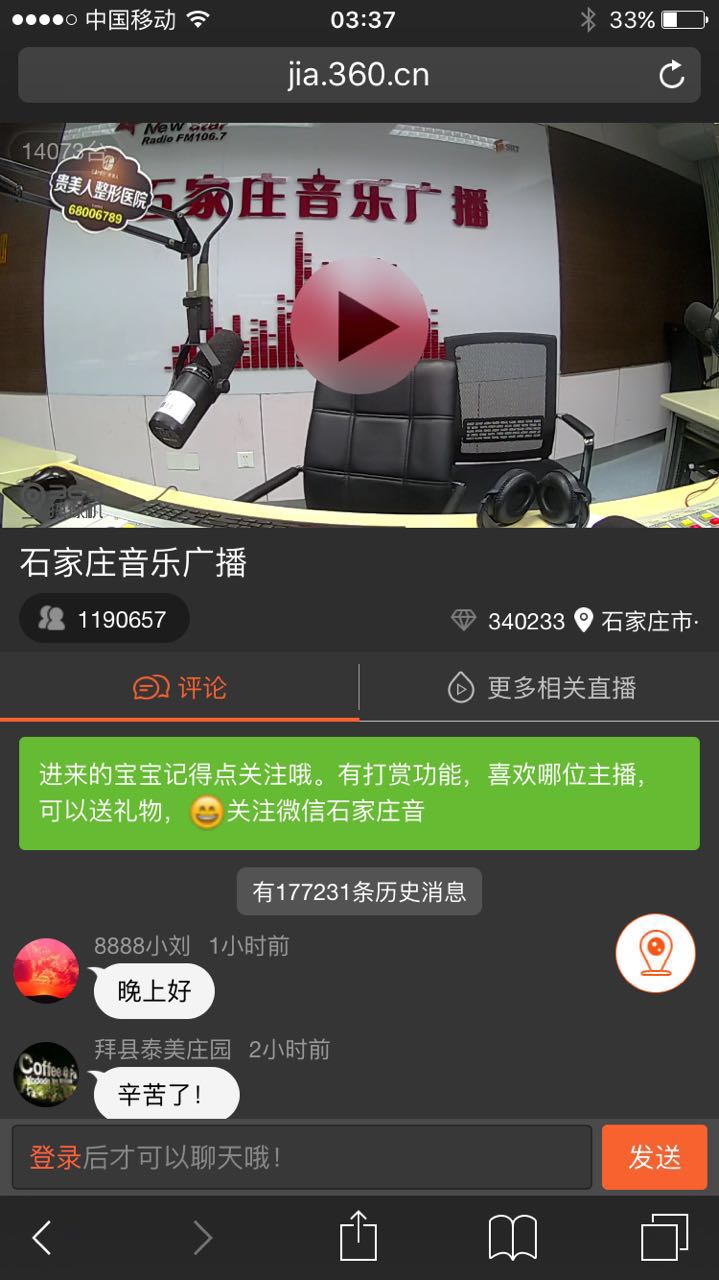 中国移动
03:37
33%
jia.360.cn
New Star
Radio FM106.7
14073台
SRT
贵美人整形医院
68006789
石家庄音乐广播
石家庄音乐广播
1190657
340233
石家庄市·
评论
更多相关直播
进来的宝宝记得点关注哦。有打赏功能，喜欢哪位主播，
可以送礼物，😄关注微信石家庄音
有177231条历史消息
8888小刘 1小时前
晚上好
拜县泰美庄园 2小时前
Coffee
辛苦了！
登录后才可以聊天哦！
发送